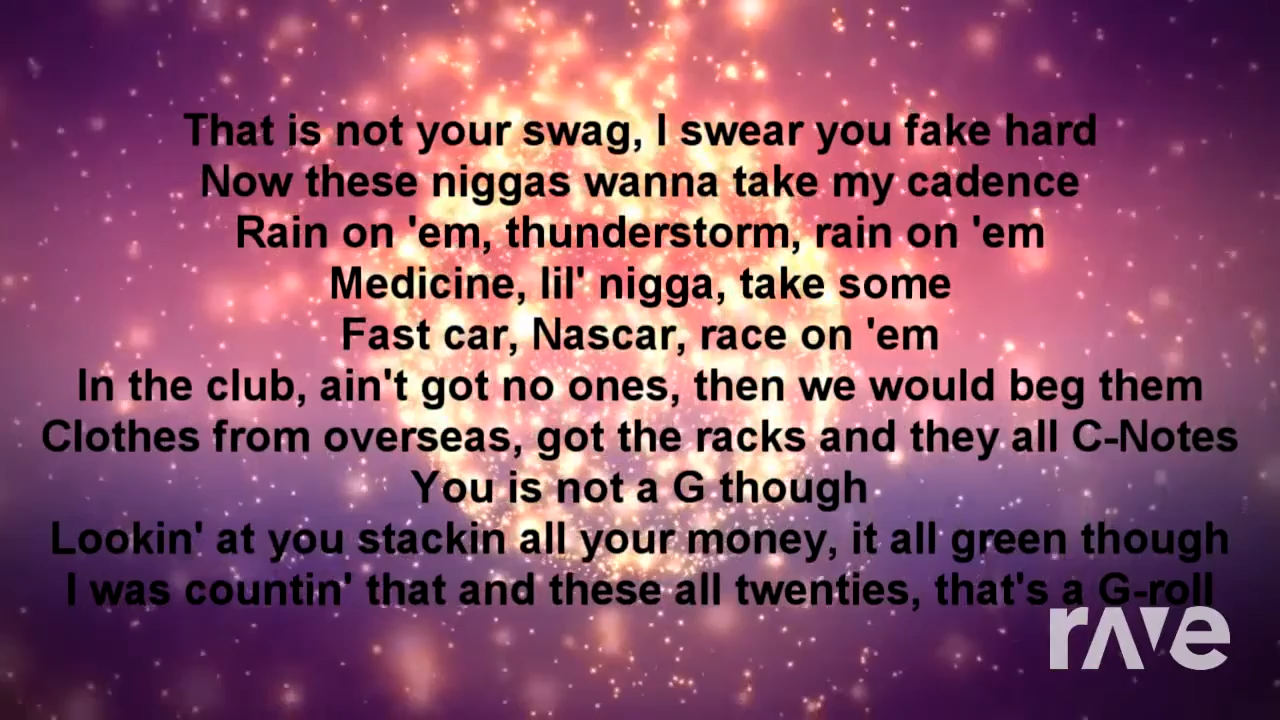 That is not your swag, I swear you fake hard
Now these niggas wanna take my cadence
Rain on 'em, thunderstorm, rain on 'em
Medicine, lil' nigga, take some
Fast car, Nascar, race on 'em
In the club, ain't got no ones, then we would beg them
Clothes from overseas, got the racks and they all C-Notes
You is not a G though
Lookin' at you stackin all your money, it all green though
I was countin' that and these all twenties, that's a G-roll
rave